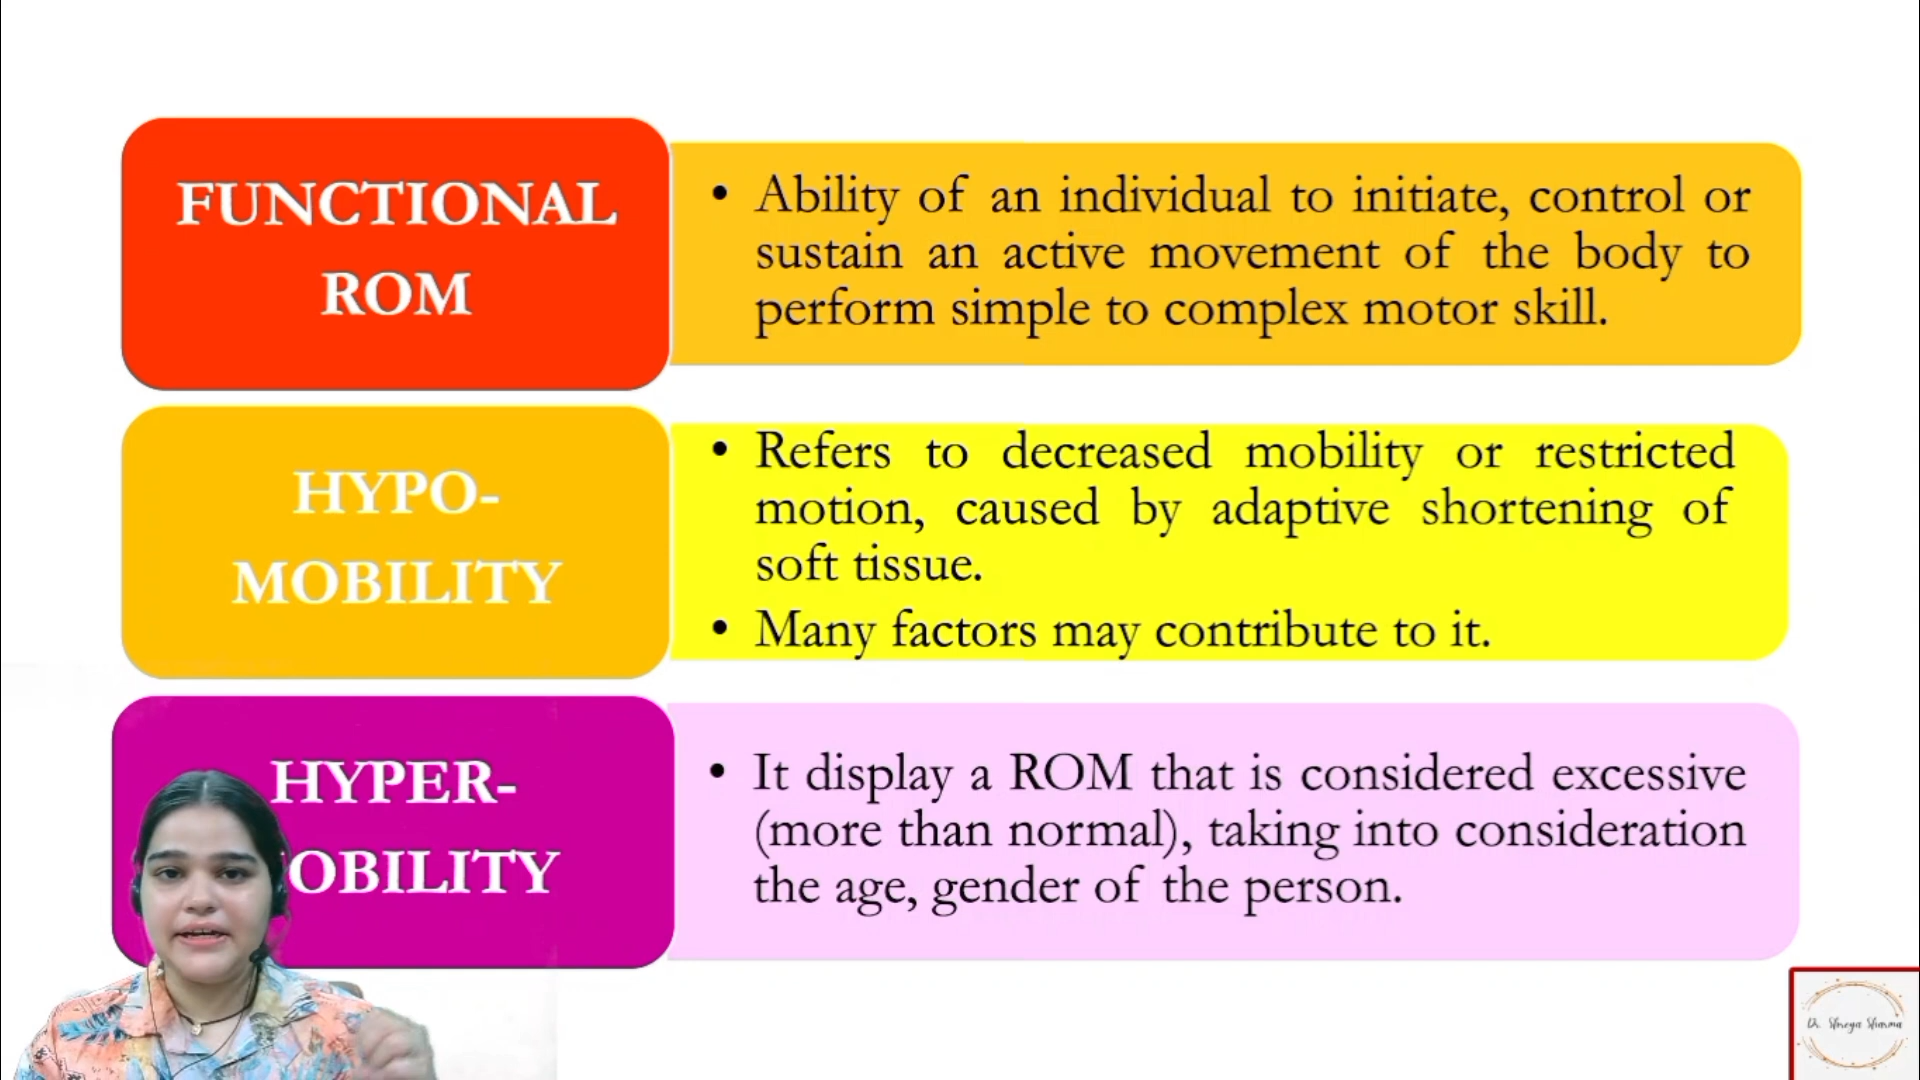 FUNCTIONAL
ROM
• Ability of an individual to initiate, control or
sustain an active movement of the body to
perform simple to complex motor skill.
HYPO-
MOBILITY
• Refers to decreased mobility or restricted
motion, caused by adaptive shortening of
soft tissue.
• Many factors may contribute to it.
HYPER-
OBILITY
• It display a ROM that is considered excessive
(more than normal), taking into consideration
the age, gender of the person.
Dr. Shreya Sharma